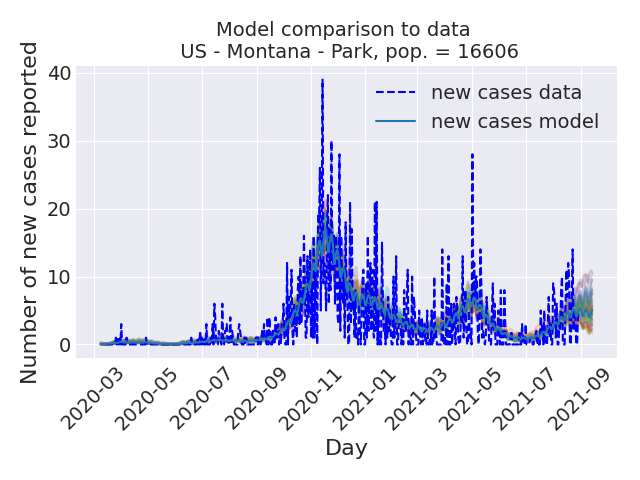 Model comparison to data
US - Montana - Park, pop. = 16606
Number of new cases reported
40
30
20
10
0
new cases data
new cases model
2020-03
2020-05
2020-07
2020-09
2020-11
2021-01
2021-03
2021-05
2021-07
2021-09
Day